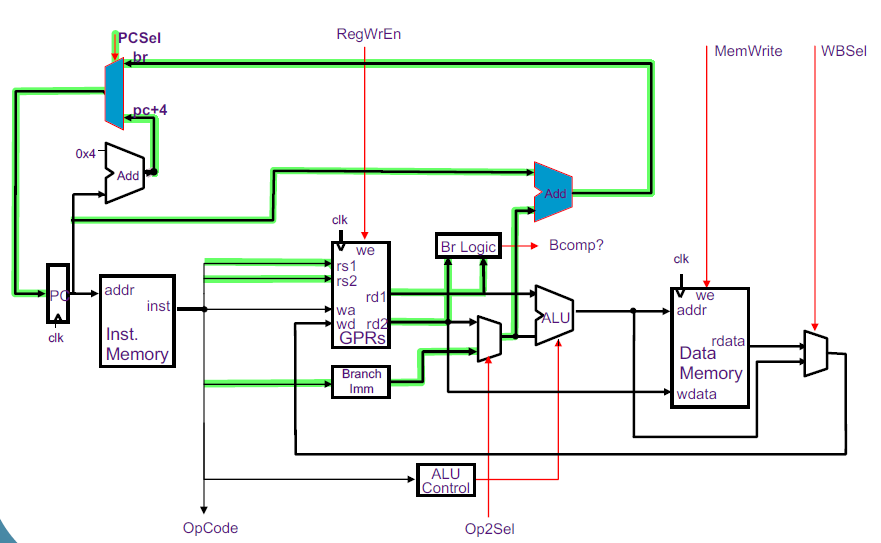 PCSel
RegWrEn
MemWrite
WBSel
br
pc+4
0x4
Add
Add
clk
we
rs1
rs2
rd1
wa
wd
rd2
GPRs
Br Logic
Bcomp?
clk
we
addr
rdata
Data
Memory
wdata
PC
clk
addr
inst
Inst.
Memory
ALU
Branch
Imm
ALU
Control
OpCode
Op2Sel